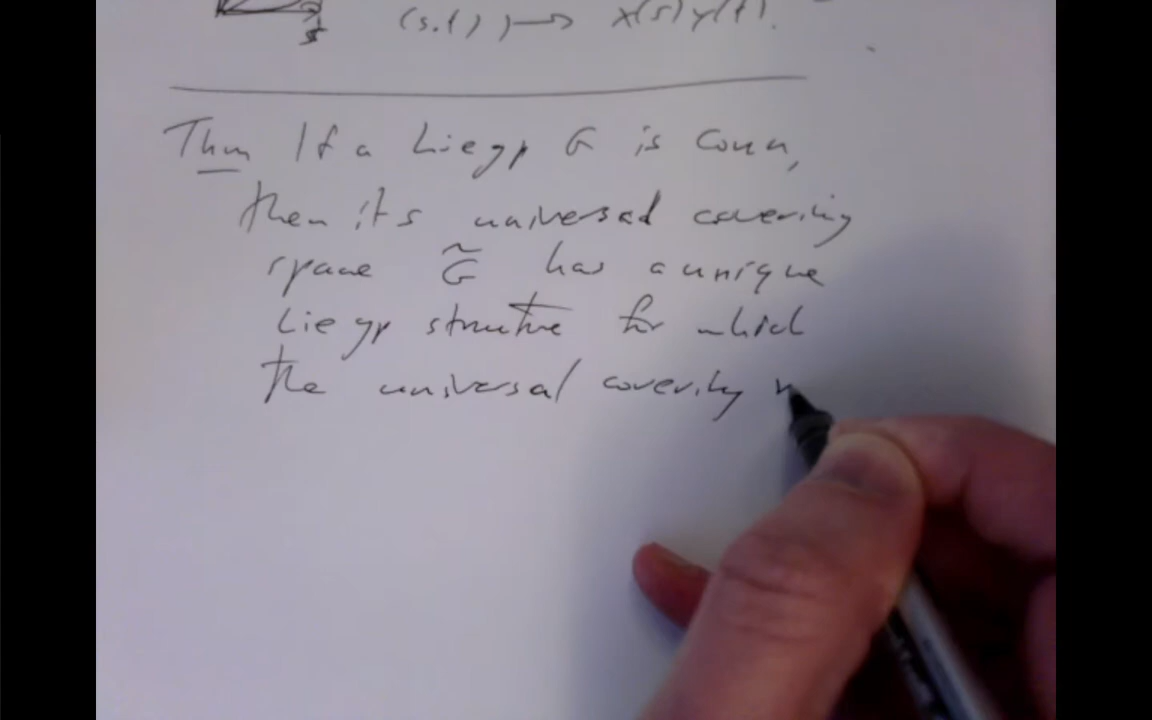 s
(s,t) ↦ x(s)y(t).
Thm If a Lie gp G is conn,
then its universal covering
space G̃ has a unique
Lie gp structure for which
the universal covering